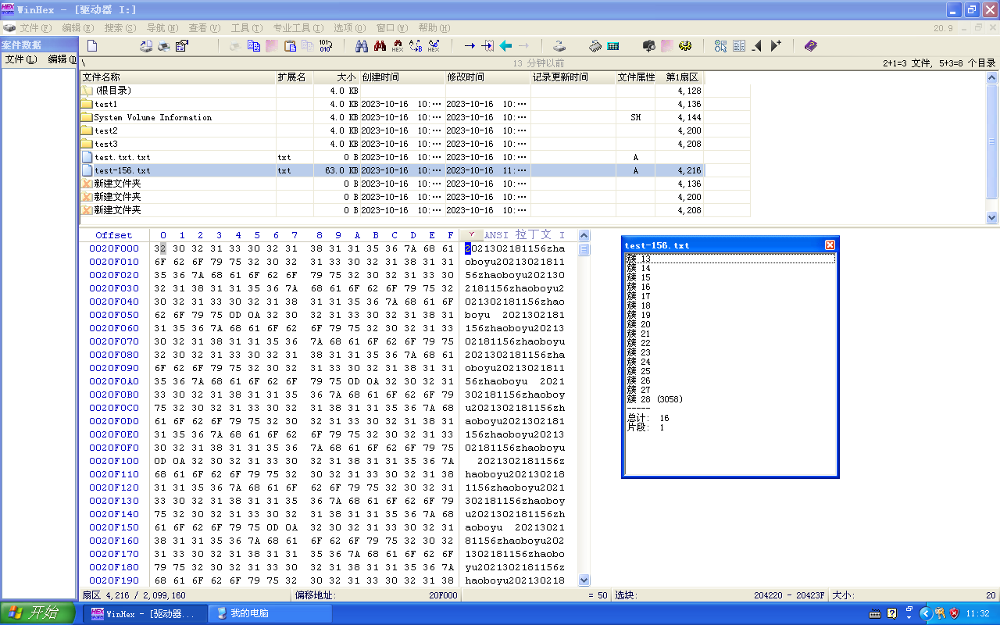 WinHex - [驱动器 I:]
文件(F) 编辑(E) 搜索(S) 导航(N) 查看(V) 工具(T) 专业工具(I) 选项(O) 窗口(W) 帮助(H) 20.9
案件数据
文件(L) 编辑(D
\ 13 分钟以前 2+1=3 文件, 5+3=8 个目录
文件名称 扩展名 大小 创建时间 修改时间 记录更新时间 文件属性 第1扇区
(根目录) 4.0 KB 4,128
test1 4.0 KB 2023-10-16 10:… 2023-10-16 10:… 4,136
System Volume Information 4.0 KB 2023-10-16 10:… 2023-10-16 10:… SH 4,144
test2 4.0 KB 2023-10-16 10:… 2023-10-16 10:… 4,200
test3 4.0 KB 2023-10-16 10:… 2023-10-16 10:… 4,208
test.txt.txt txt 0 B 2023-10-16 10:… 2023-10-16 10:… A
test-156.txt txt 63.0 KB 2023-10-16 10:… 2023-10-16 11:… A 4,216
新建文件夹 0 B 2023-10-16 10:… 2023-10-16 10:… 4,136
新建文件夹 0 B 2023-10-16 10:… 2023-10-16 10:… 4,200
新建文件夹 0 B 2023-10-16 10:… 2023-10-16 10:… 4,208
Offset 0 1 2 3 4 5 6 7 8 9 A B C D E F ANSI 拉丁文 I
0020F000 32 30 32 31 33 30 32 31 38 31 31 35 36 7A 68 61 2021302181156zha
0020F010 6F 62 6F 79 75 32 30 32 31 33 30 32 31 38 31 31 oboyu20213021811
0020F020 35 36 7A 68 61 6F 62 6F 79 75 32 30 32 31 33 30 56zhaoboyu202130
0020F030 32 31 38 31 31 35 36 7A 68 61 6F 62 6F 79 75 32 2181156zhaoboyu2
0020F040 30 32 31 33 30 32 31 38 31 31 35 36 7A 68 61 6F 021302181156zhao
0020F050 62 6F 79 75 0D 0A 32 30 32 31 33 30 32 31 38 31 boyu 2021302181
0020F060 31 35 36 7A 68 61 6F 62 6F 79 75 32 30 32 31 33 156zhaoboyu20213
0020F070 30 32 31 38 31 31 35 36 7A 68 61 6F 62 6F 79 75 02181156zhaoboyu
0020F080 32 30 32 31 33 30 32 31 38 31 31 35 36 7A 68 61 2021302181156zha
0020F090 6F 62 6F 79 75 32 30 32 31 33 30 32 31 38 31 31 oboyu20213021811
0020F0A0 35 36 7A 68 61 6F 62 6F 79 75 0D 0A 32 30 32 31 56zhaoboyu 2021
0020F0B0 33 30 32 31 38 31 31 35 36 7A 68 61 6F 62 6F 79 302181156zhaoboy
0020F0C0 75 32 30 32 31 33 30 32 31 38 31 31 35 36 7A 68 u2021302181156zh
0020F0D0 61 6F 62 6F 79 75 32 30 32 31 33 30 32 31 38 31 aoboyu2021302181
0020F0E0 31 35 36 7A 68 61 6F 62 6F 79 75 32 30 32 31 33 156zhaoboyu20213
0020F0F0 30 32 31 38 31 31 35 36 7A 68 61 6F 62 6F 79 75 02181156zhaoboyu
0020F100 0D 0A 32 30 32 31 33 30 32 31 38 31 31 35 36 7A 2021302181156z
0020F110 68 61 6F 62 6F 79 75 32 30 32 31 33 30 32 31 38 haoboyu202130218
0020F120 31 31 35 36 7A 68 61 6F 62 6F 79 75 32 30 32 31 1156zhaoboyu2021
0020F130 33 30 32 31 38 31 31 35 36 7A 68 61 6F 62 6F 79 302181156zhaoboy
0020F140 75 32 30 32 31 33 30 32 31 38 31 31 35 36 7A 68 u2021302181156zh
0020F150 61 6F 62 6F 79 75 0D 0A 32 30 32 31 33 30 32 31 aoboyu 20213021
0020F160 38 31 31 35 36 7A 68 61 6F 62 6F 79 75 32 30 32 81156zhaoboyu202
0020F170 31 33 30 32 31 38 31 31 35 36 7A 68 61 6F 62 6F 1302181156zhaobo
0020F180 79 75 32 30 32 31 33 30 32 31 38 31 31 35 36 7A yu2021302181156z
0020F190 68 61 6F 62 6F 79 75 32 30 32 31 33 30 32 31 38 haoboyu202130218
test-156.txt
簇 13
簇 14
簇 15
簇 16
簇 17
簇 18
簇 19
簇 20
簇 21
簇 22
簇 23
簇 24
簇 25
簇 26
簇 27
簇 28 (3058)
-----
总计: 16
片段: 1
扇区 4,216 / 2,099,160 偏移地址: 20F000 = 50 选块: 204220 - 20423F 大小: 20
开始 WinHex - [驱动器... 我的电脑 11:32